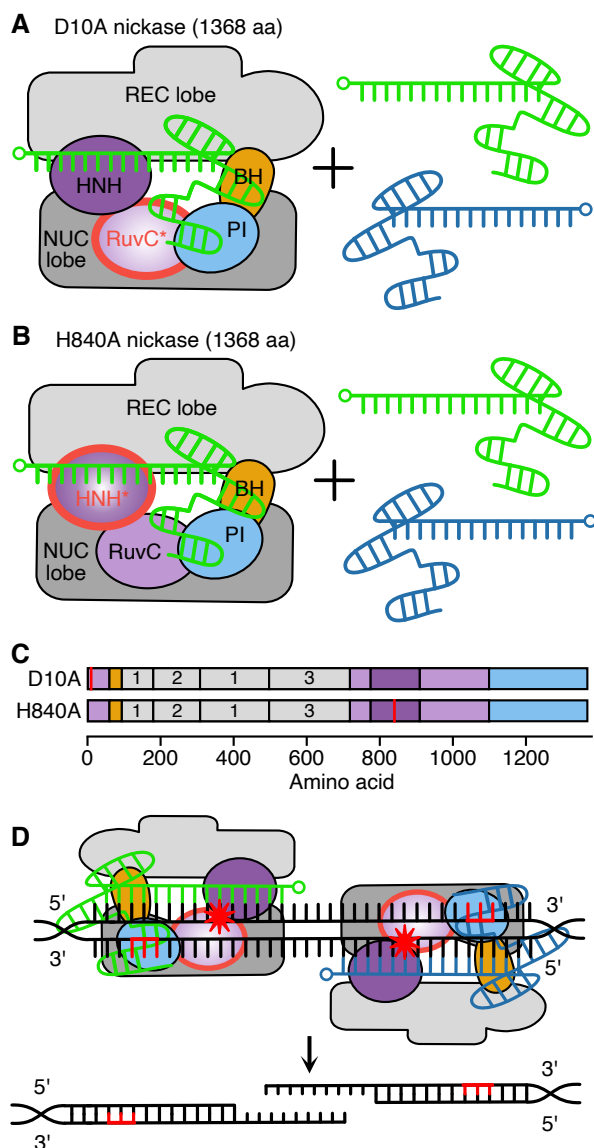 A
D10A nickase (1368 aa)
REC lobe
HNH
BH
RuvC*
PI
NUC
lobe
B
H840A nickase (1368 aa)
REC lobe
HNH*
BH
RuvC
PI
NUC
lobe
C
D10A
1 2 1 3
H840A
1 2 1 3
0 200 400 600 800 1000 1200
Amino acid
D
5'
3'
3'
5'
5'
3'
3'
5'